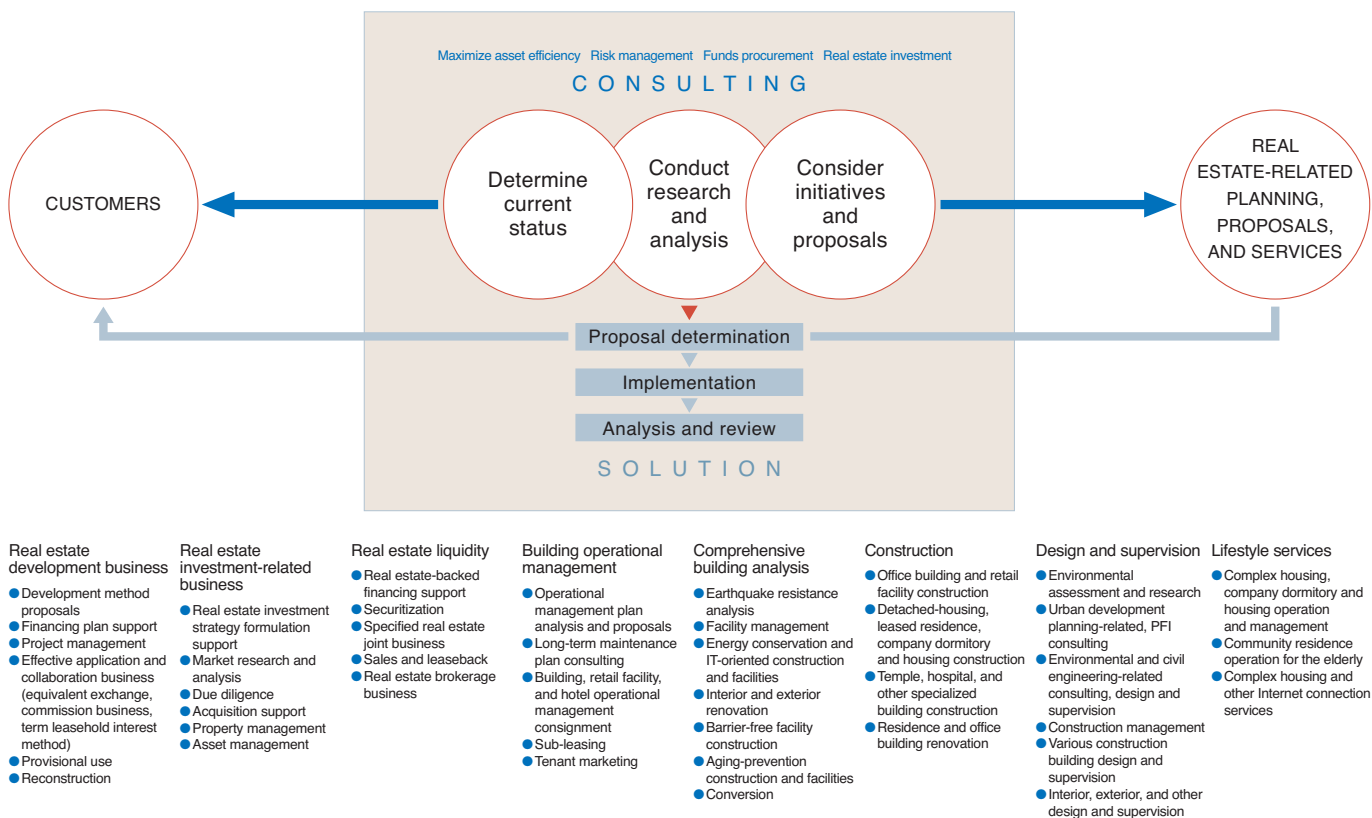 Maximize asset efficiency Risk management Funds procurement Real estate investment
CONSULTING
CUSTOMERS
Determine
current
status
Conduct
research
and
analysis
Consider
initiatives
and
proposals
REAL
ESTATE-RELATED
PLANNING,
PROPOSALS,
AND SERVICES
Proposal determination
Implementation
Analysis and review
SOLUTION
Real estate
development business
● Development method
proposals
● Financing plan support
● Project management
● Effective application and
collaboration business
(equivalent exchange,
commission business,
term leasehold interest
method)
● Provisional use
● Reconstruction
Real estate
investment-related
business
● Real estate investment
strategy formulation
support
● Market research and
analysis
● Due diligence
● Acquisition support
● Property management
● Asset management
Real estate liquidity
● Real estate-backed
financing support
● Securitization
● Specified real estate
joint business
● Sales and leaseback
● Real estate brokerage
business
Building operational
management
● Operational
management plan
analysis and proposals
● Long-term maintenance
plan consulting
● Building, retail facility,
and hotel operational
management
consignment
● Sub-leasing
● Tenant marketing
Comprehensive
building analysis
● Earthquake resistance
analysis
● Facility management
● Energy conservation and
IT-oriented construction
and facilities
● Interior and exterior
renovation
● Barrier-free facility
construction
● Aging-prevention
construction and facilities
● Conversion
Construction
● Office building and retail
facility construction
● Detached-housing,
leased residence,
company dormitory
and housing construction
● Temple, hospital, and
other specialized
building construction
● Residence and office
building renovation
Design and supervision
● Environmental
assessment and research
● Urban development
planning-related, PFI
consulting
● Environmental and civil
engineering-related
consulting, design and
supervision
● Construction management
● Various construction
building design and
supervision
● Interior, exterior, and other
design and supervision
Lifestyle services
● Complex housing,
company dormitory and
housing operation
and management
● Community residence
operation for the elderly
● Complex housing and
other Internet connection
services